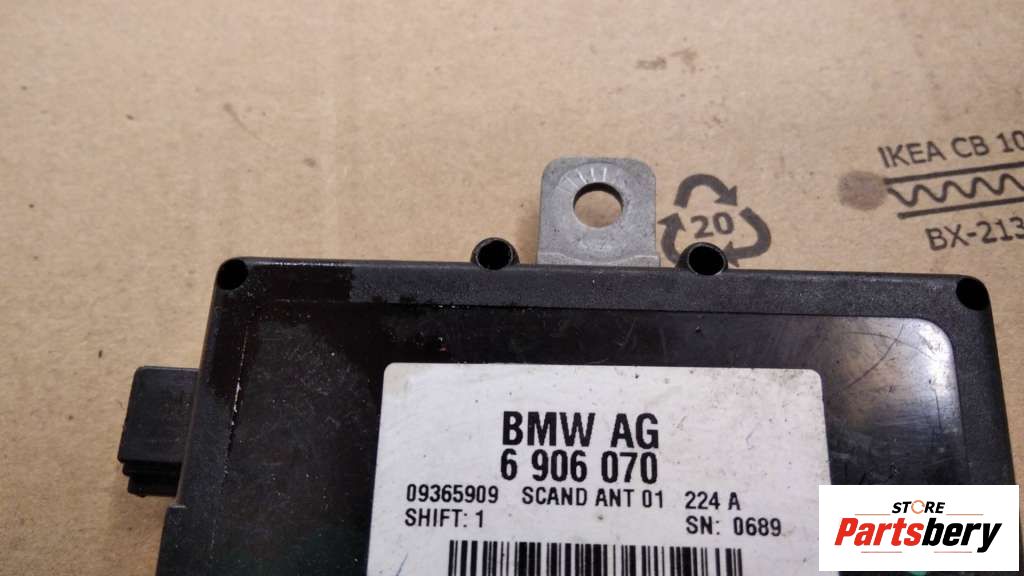 IKEA CB 10
20
BX-213
BMW AG
6 906 070
09365909 SCAND ANT 01 224 A
SHIFT: 1 SN: 0689
STORE
Partsbery